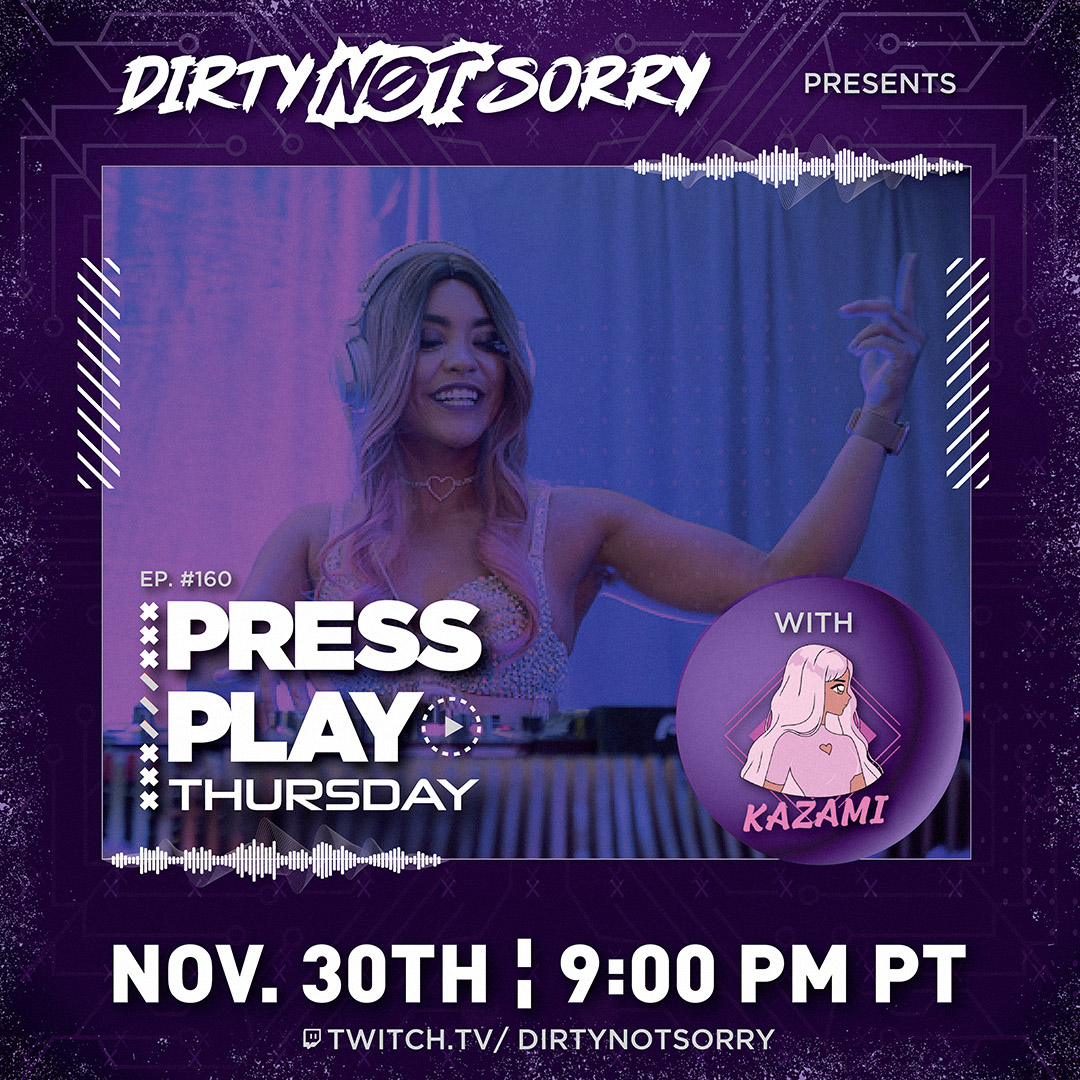 DIRTY NOT SORRY
PRESENTS
EP. #160
PRESS
PLAY
THURSDAY
WITH
KAZAMI
NOV. 30TH ¦ 9:00 PM PT
TWITCH.TV/ DIRTYNOTSORRY